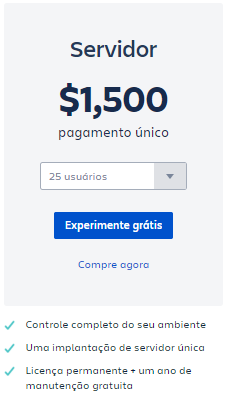 Servidor
$1,500
pagamento único
25 usuários
Experimente grátis
Compre agora
Controle completo do seu ambiente
Uma implantação de servidor única
Licença permanente + um ano de
manutenção gratuita